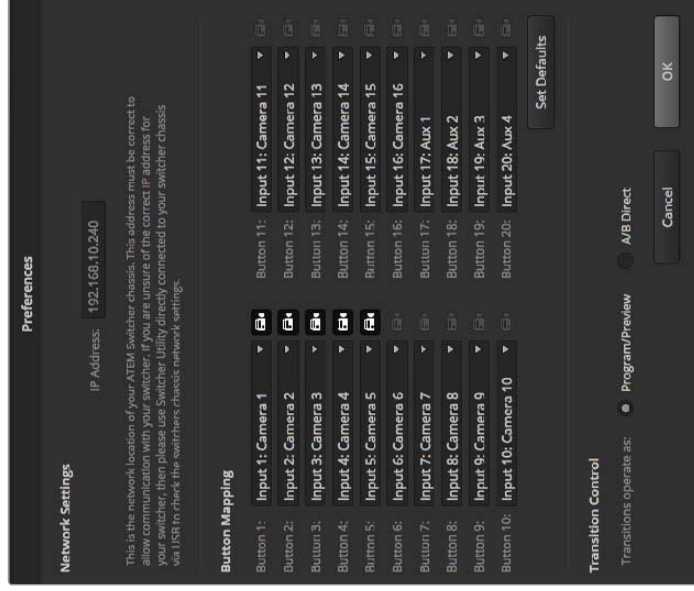 Preferences
Network Settings
IP Address: 192.168.10.240
This is the network location of your ATEM Switcher chassis. This address must be correct to
allow communication with your switcher. If you are unsure of the correct IP address for
your switcher, then please use Switcher Utility directly connected to your switcher chassis
via USB to check the switchers chassis network settings.
Button Mapping
Button 1: Input 1: Camera 1
Button 2: Input 2: Camera 2
Button 3: Input 3: Camera 3
Button 4: Input 4: Camera 4
Button 5: Input 5: Camera 5
Button 6: Input 6: Camera 6
Button 7: Input 7: Camera 7
Button 8: Input 8: Camera 8
Button 9: Input 9: Camera 9
Button 10: Input 10: Camera 10
Button 11: Input 11: Camera 11
Button 12: Input 12: Camera 12
Button 13: Input 13: Camera 13
Button 14: Input 14: Camera 14
Button 15: Input 15: Camera 15
Button 16: Input 16: Camera 16
Button 17: Input 17: Aux 1
Button 18: Input 18: Aux 2
Button 19: Input 19: Aux 3
Button 20: Input 20: Aux 4
Set Defaults
Transition Control
Transitions operate as: Program/Preview A/B Direct
Cancel OK